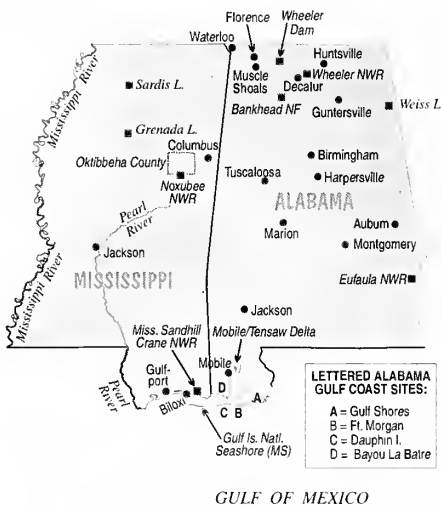 Florence
Wheeler
Dam
Waterloo
Huntsville
Mississippi River
Sardis L.
Muscle
Shoals
Wheeler NWR
Decatur
Bankhead NF
Guntersville
Weiss L.
Grenada L.
Columbus
Oktibbeha County
Noxubee
NWR
Birmingham
Tuscaloosa
Harpersville
ALABAMA
Pearl
River
Marion
Auburn
Montgomery
Jackson
MISSISSIPPI
Eufaula NWR
Mississippi River
Jackson
Miss. Sandhill
Crane NWR
Mobile/Tensaw Delta
Mobile
Gulf-
port
Pearl
River
Biloxi
D
C
B
A
Gulf Is. Natl.
Seashore (MS)
LETTERED ALABAMA
GULF COAST SITES:
A = Gulf Shores
B = Ft. Morgan
C = Dauphin I.
D = Bayou La Batre
GULF OF MEXICO